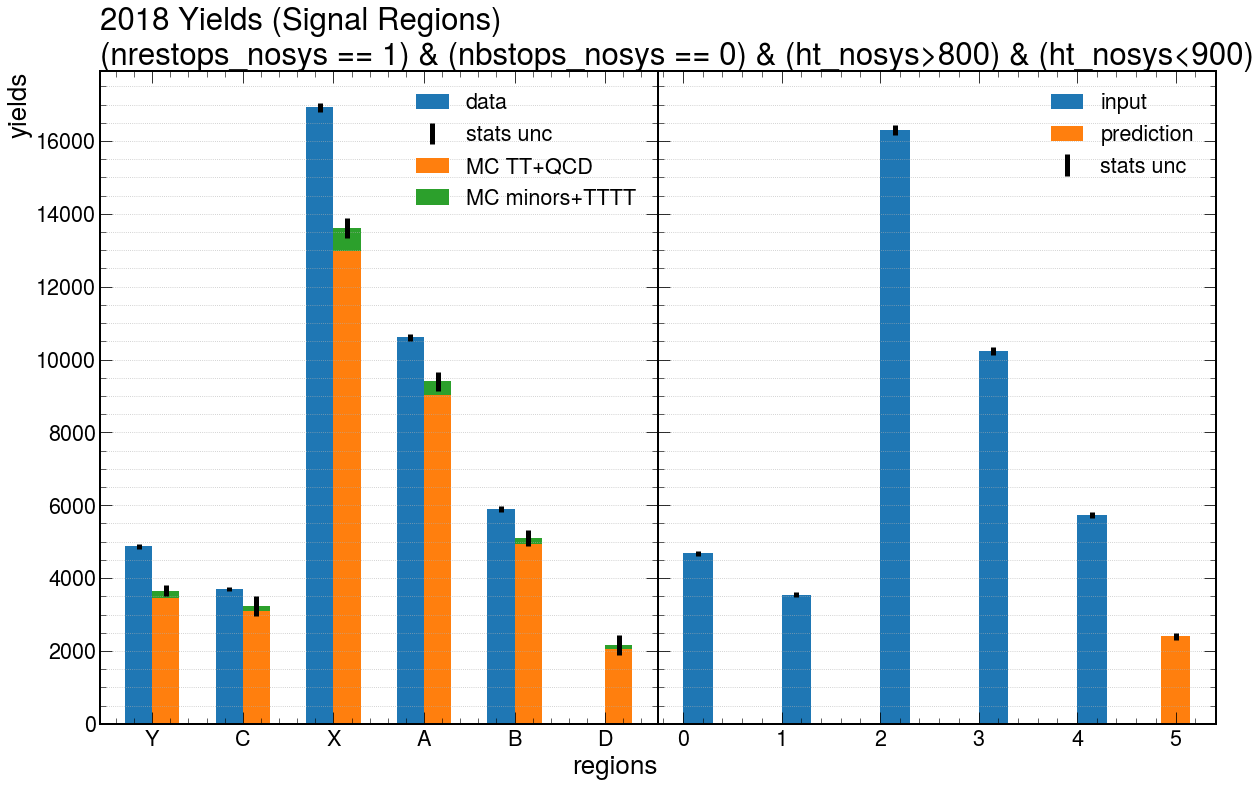 2018 Yields (Signal Regions)
(nrestops_nosys == 1) & (nbstops_nosys == 0) & (ht_nosys>800) & (ht_nosys<900)
yields
16000
14000
12000
10000
8000
6000
4000
2000
0
data
stats unc
MC TT+QCD
MC minors+TTTT
input
prediction
stats unc
Y C X A B D
0 1 2 3 4 5
regions